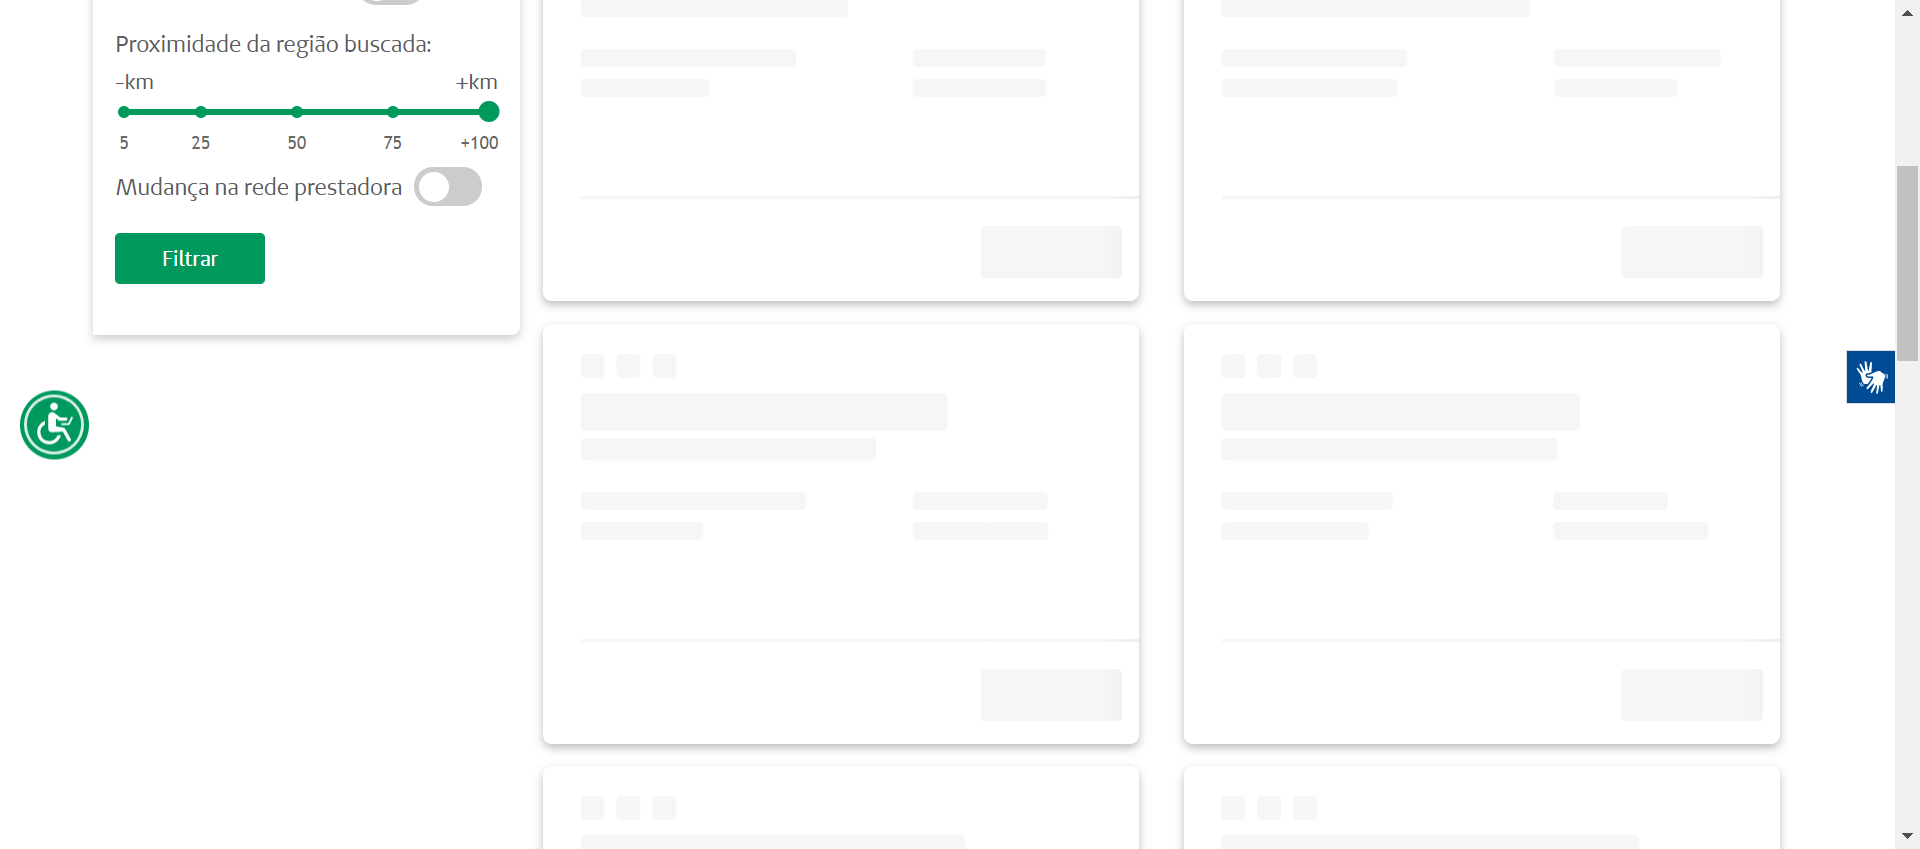 Proximidade da região buscada:
-km +km
5 25 50 75 +100
Mudança na rede prestadora
Filtrar